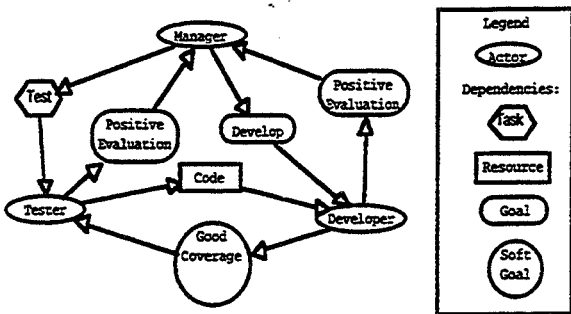 Manager
Test
Positive
Evaluation
Develop
Positive
Evaluation
Code
Tester
Developer
Good
Coverage
Legend
Actor
Dependencies:
Task
Resource
Goal
Soft
Goal